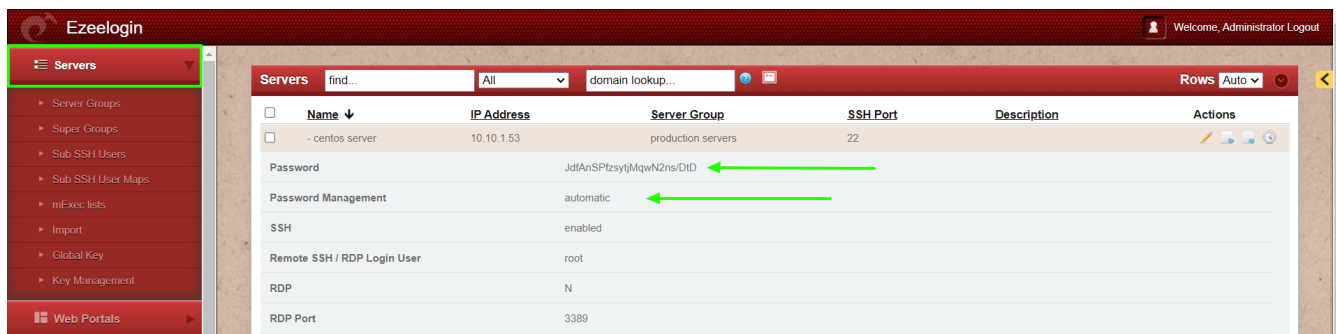 Ezeelogin
Welcome, Administrator Logout
Servers
Server Groups
Super Groups
Sub SSH Users
Sub SSH User Maps
mExec lists
Import
Global Key
Key Management
Web Portals
Servers find... All domain lookup... Rows Auto
Name IP Address Server Group SSH Port Description Actions
- centos server 10.10.1.53 production servers 22
Password JdfAnSPfzsytjMqwN2ns/DtD
Password Management automatic
SSH enabled
Remote SSH / RDP Login User root
RDP N
RDP Port 3389